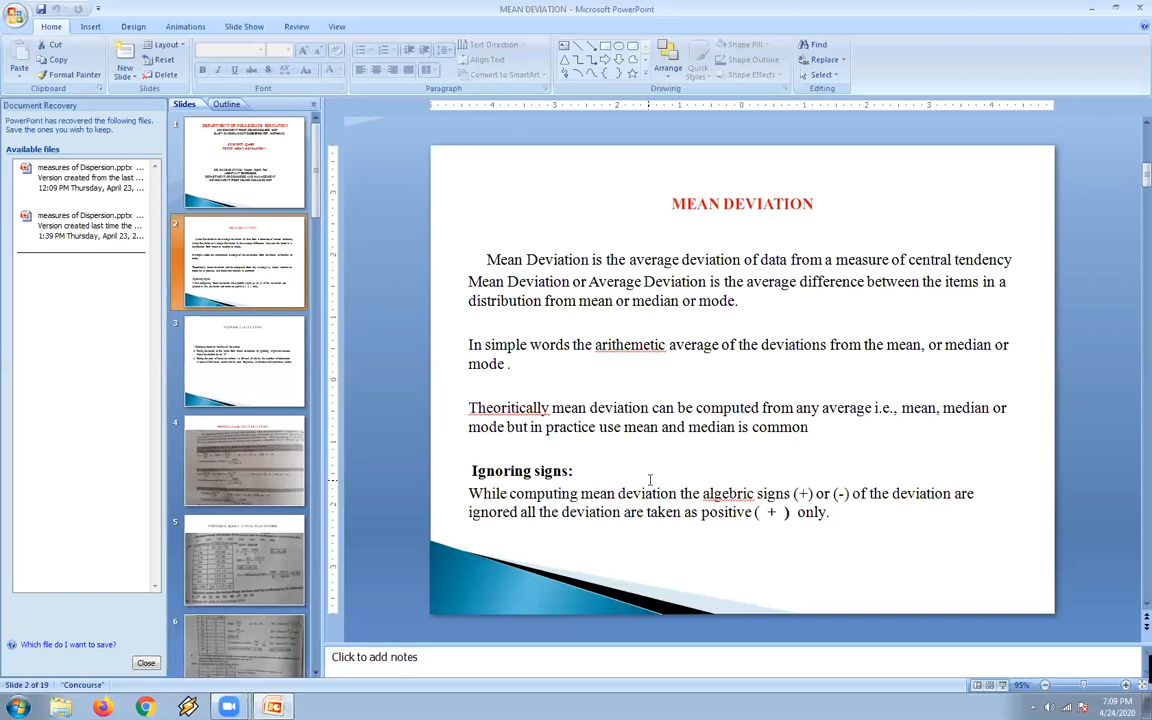 MEAN DEVIATION - Microsoft PowerPoint
Home Insert Design Animations Slide Show Review View
Cut
Copy
Format Painter
Paste
Clipboard
New
Slide
Layout
Reset
Delete
Slides
Font
Text Direction
Align Text
Convert to SmartArt
Paragraph
Arrange
Quick
Styles
Shape Fill
Shape Outline
Shape Effects
Drawing
Find
Replace
Select
Editing
Document Recovery
PowerPoint has recovered the following files.
Save the ones you wish to keep.
Available files
measures of Dispersion.pptx ...
Version created from the last ...
12:09 PM Thursday, April 23, ...
measures of Dispersion.pptx ...
Version created last time the ...
1:39 PM Thursday, April 23, 2...
Which file do I want to save?
Close
Slides Outline
1
2
3
4
5
6
MEAN DEVIATION
Mean Deviation is the average deviation of data from a measure of central tendency
Mean Deviation or Average Deviation is the average difference between the items in a
distribution from mean or median or mode.
In simple words the arithemetic average of the deviations from the mean, or median or
mode .
Theoritically mean deviation can be computed from any average i.e., mean, median or
mode but in practice use mean and median is common
Ignoring signs:
While computing mean deviation the algebric signs (+) or (-) of the deviation are
ignored all the deviation are taken as positive ( + ) only.
Click to add notes
Slide 2 of 19 "Concourse"
95%
7:09 PM
4/24/2020